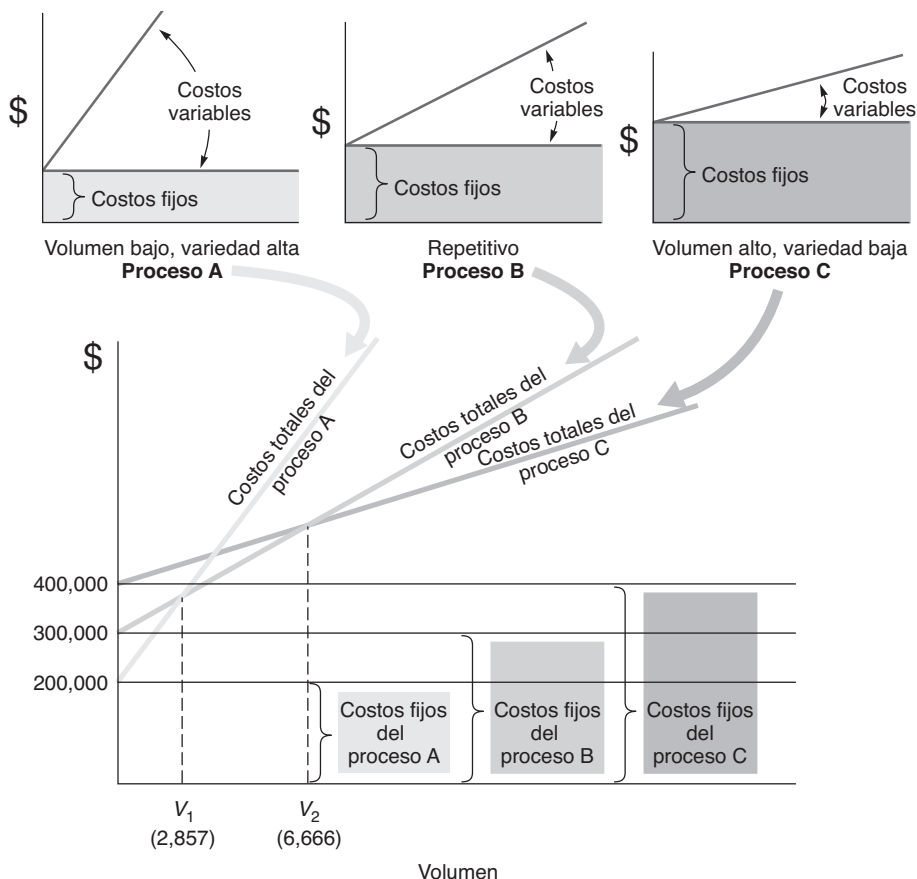 $
Costos
variables
Costos fijos
Volumen bajo, variedad alta
Proceso A
$
Costos
variables
Costos fijos
Repetitivo
Proceso B
$
Costos
variables
Costos fijos
Volumen alto, variedad baja
Proceso C
$
Costos totales del
proceso A
Costos totales del
proceso B
Costos totales del
proceso C
400,000
300,000
200,000
Costos fijos
del
proceso A
Costos fijos
del
proceso B
Costos fijos
del
proceso C
V1
(2,857)
V2
(6,666)
Volumen